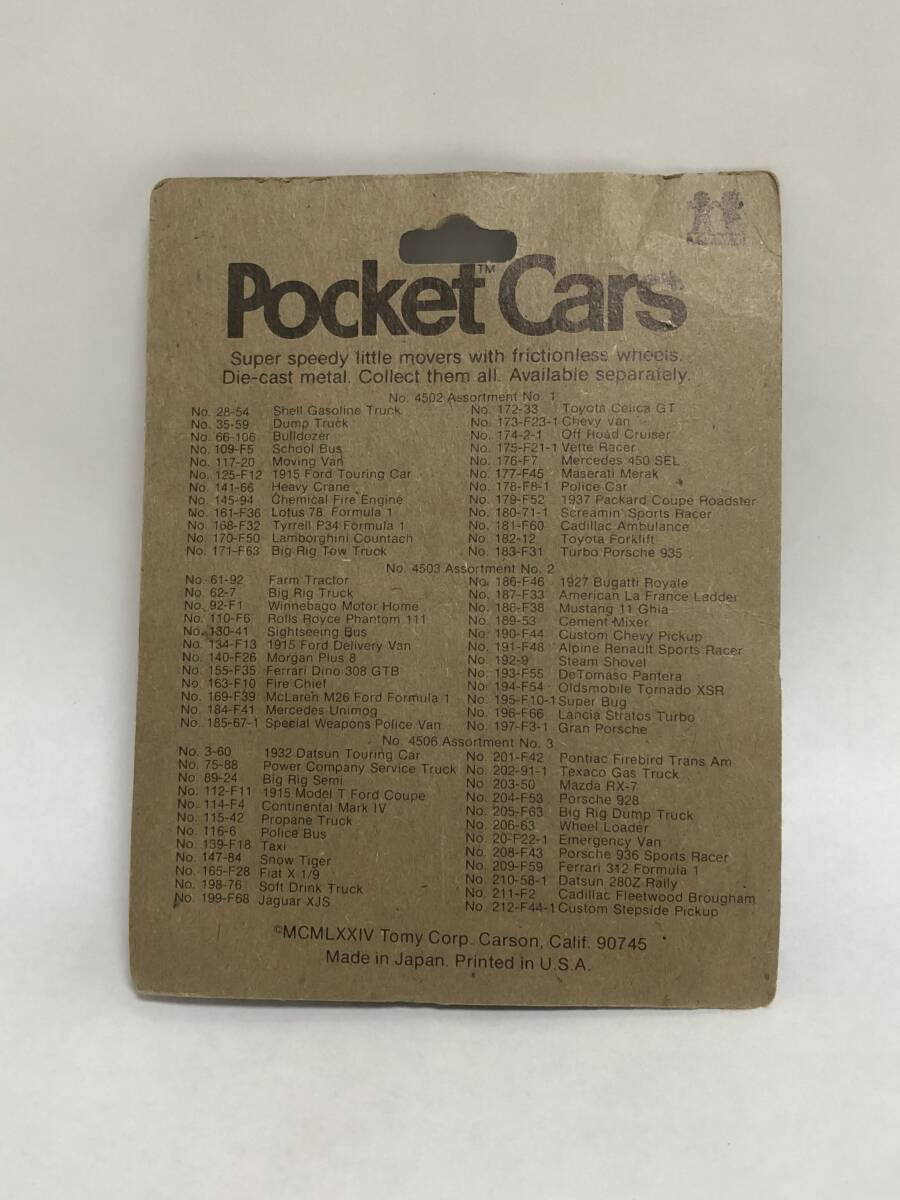 Pocket Cars™
Super speedy little movers with frictionless wheels.
Die-cast metal. Collect them all. Available separately.
No. 4502 Assortment No. 1
No. 28-54 Shell Gasoline Truck
No. 35-59 Dump Truck
No. 66-106 Bulldozer
No. 109-F5 School Bus
No. 117-20 Moving Van
No. 125-F12 1915 Ford Touring Car
No. 141-66 Heavy Crane
No. 145-94 Chemical Fire Engine
No. 161-F36 Lotus 78 Formula 1
No. 168-F32 Tyrrell P34 Formula 1
No. 170-F50 Lamborghini Countach
No. 171-F63 Big Rig Tow Truck
No. 172-33 Toyota Celica GT
No. 173-F23-1 Chevy Van
No. 174-2-1 Off Road Cruiser
No. 175-F21-1 Vette Racer
No. 176-F7 Mercedes 450 SEL
No. 177-F45 Maserati Merak
No. 178-F8-1 Police Car
No. 179-F52 1937 Packard Coupe Roadster
No. 180-71-1 Screamin' Sports Racer
No. 181-F60 Cadillac Ambulance
No. 182-12 Toyota Forklift
No. 183-F31 Turbo Porsche 935
No. 4503 Assortment No. 2
No. 61-92 Farm Tractor
No. 62-7 Big Rig Truck
No. 92-F1 Winnebago Motor Home
No. 110-F6 Rolls Royce Phantom 111
No. 130-41 Sightseeing Bus
No. 134-F13 1915 Ford Delivery Van
No. 140-F26 Morgan Plus 8
No. 155-F35 Ferrari Dino 308 GTB
No. 163-F10 Fire Chief
No. 169-F39 McLaren M26 Ford Formula 1
No. 184-F41 Mercedes Unimog
No. 185-67-1 Special Weapons Police Van
No. 186-F46 1927 Bugatti Royale
No. 187-F33 American La France Ladder
No. 188-F38 Mustang 11 Ghia
No. 189-53 Cement Mixer
No. 190-F44 Custom Chevy Pickup
No. 191-F48 Alpine Renault Sports Racer
No. 192-9 Steam Shovel
No. 193-F55 DeTomaso Pantera
No. 194-F54 Oldsmobile Tornado XSR
No. 195-F10-1 Super Bug
No. 196-F66 Lancia Stratos Turbo
No. 197-F3-1 Gran Porsche
No. 4506 Assortment No. 3
No. 3-60 1932 Datsun Touring Car
No. 75-88 Power Company Service Truck
No. 89-24 Big Rig Semi
No. 112-F11 1915 Model T Ford Coupe
No. 114-F4 Continental Mark IV
No. 115-42 Propane Truck
No. 116-6 Police Bus
No. 139-F18 Taxi
No. 147-84 Snow Tiger
No. 165-F28 Fiat X 1/9
No. 198-76 Soft Drink Truck
No. 199-F68 Jaguar XJS
No. 201-F42 Pontiac Firebird Trans Am
No. 202-91-1 Texaco Gas Truck
No. 203-50 Mazda RX-7
No. 204-F53 Porsche 928
No. 205-F63 Big Rig Dump Truck
No. 206-63 Wheel Loader
No. 20-F22-1 Emergency Van
No. 208-F43 Porsche 936 Sports Racer
No. 209-F59 Ferrari 312 Formula 1
No. 210-58-1 Datsun 280Z Rally
No. 211-F2 Cadillac Fleetwood Brougham
No. 212-F44-1 Custom Stepside Pickup
©MCMLXXIV Tomy Corp. Carson, Calif. 90745
Made in Japan. Printed in U.S.A.